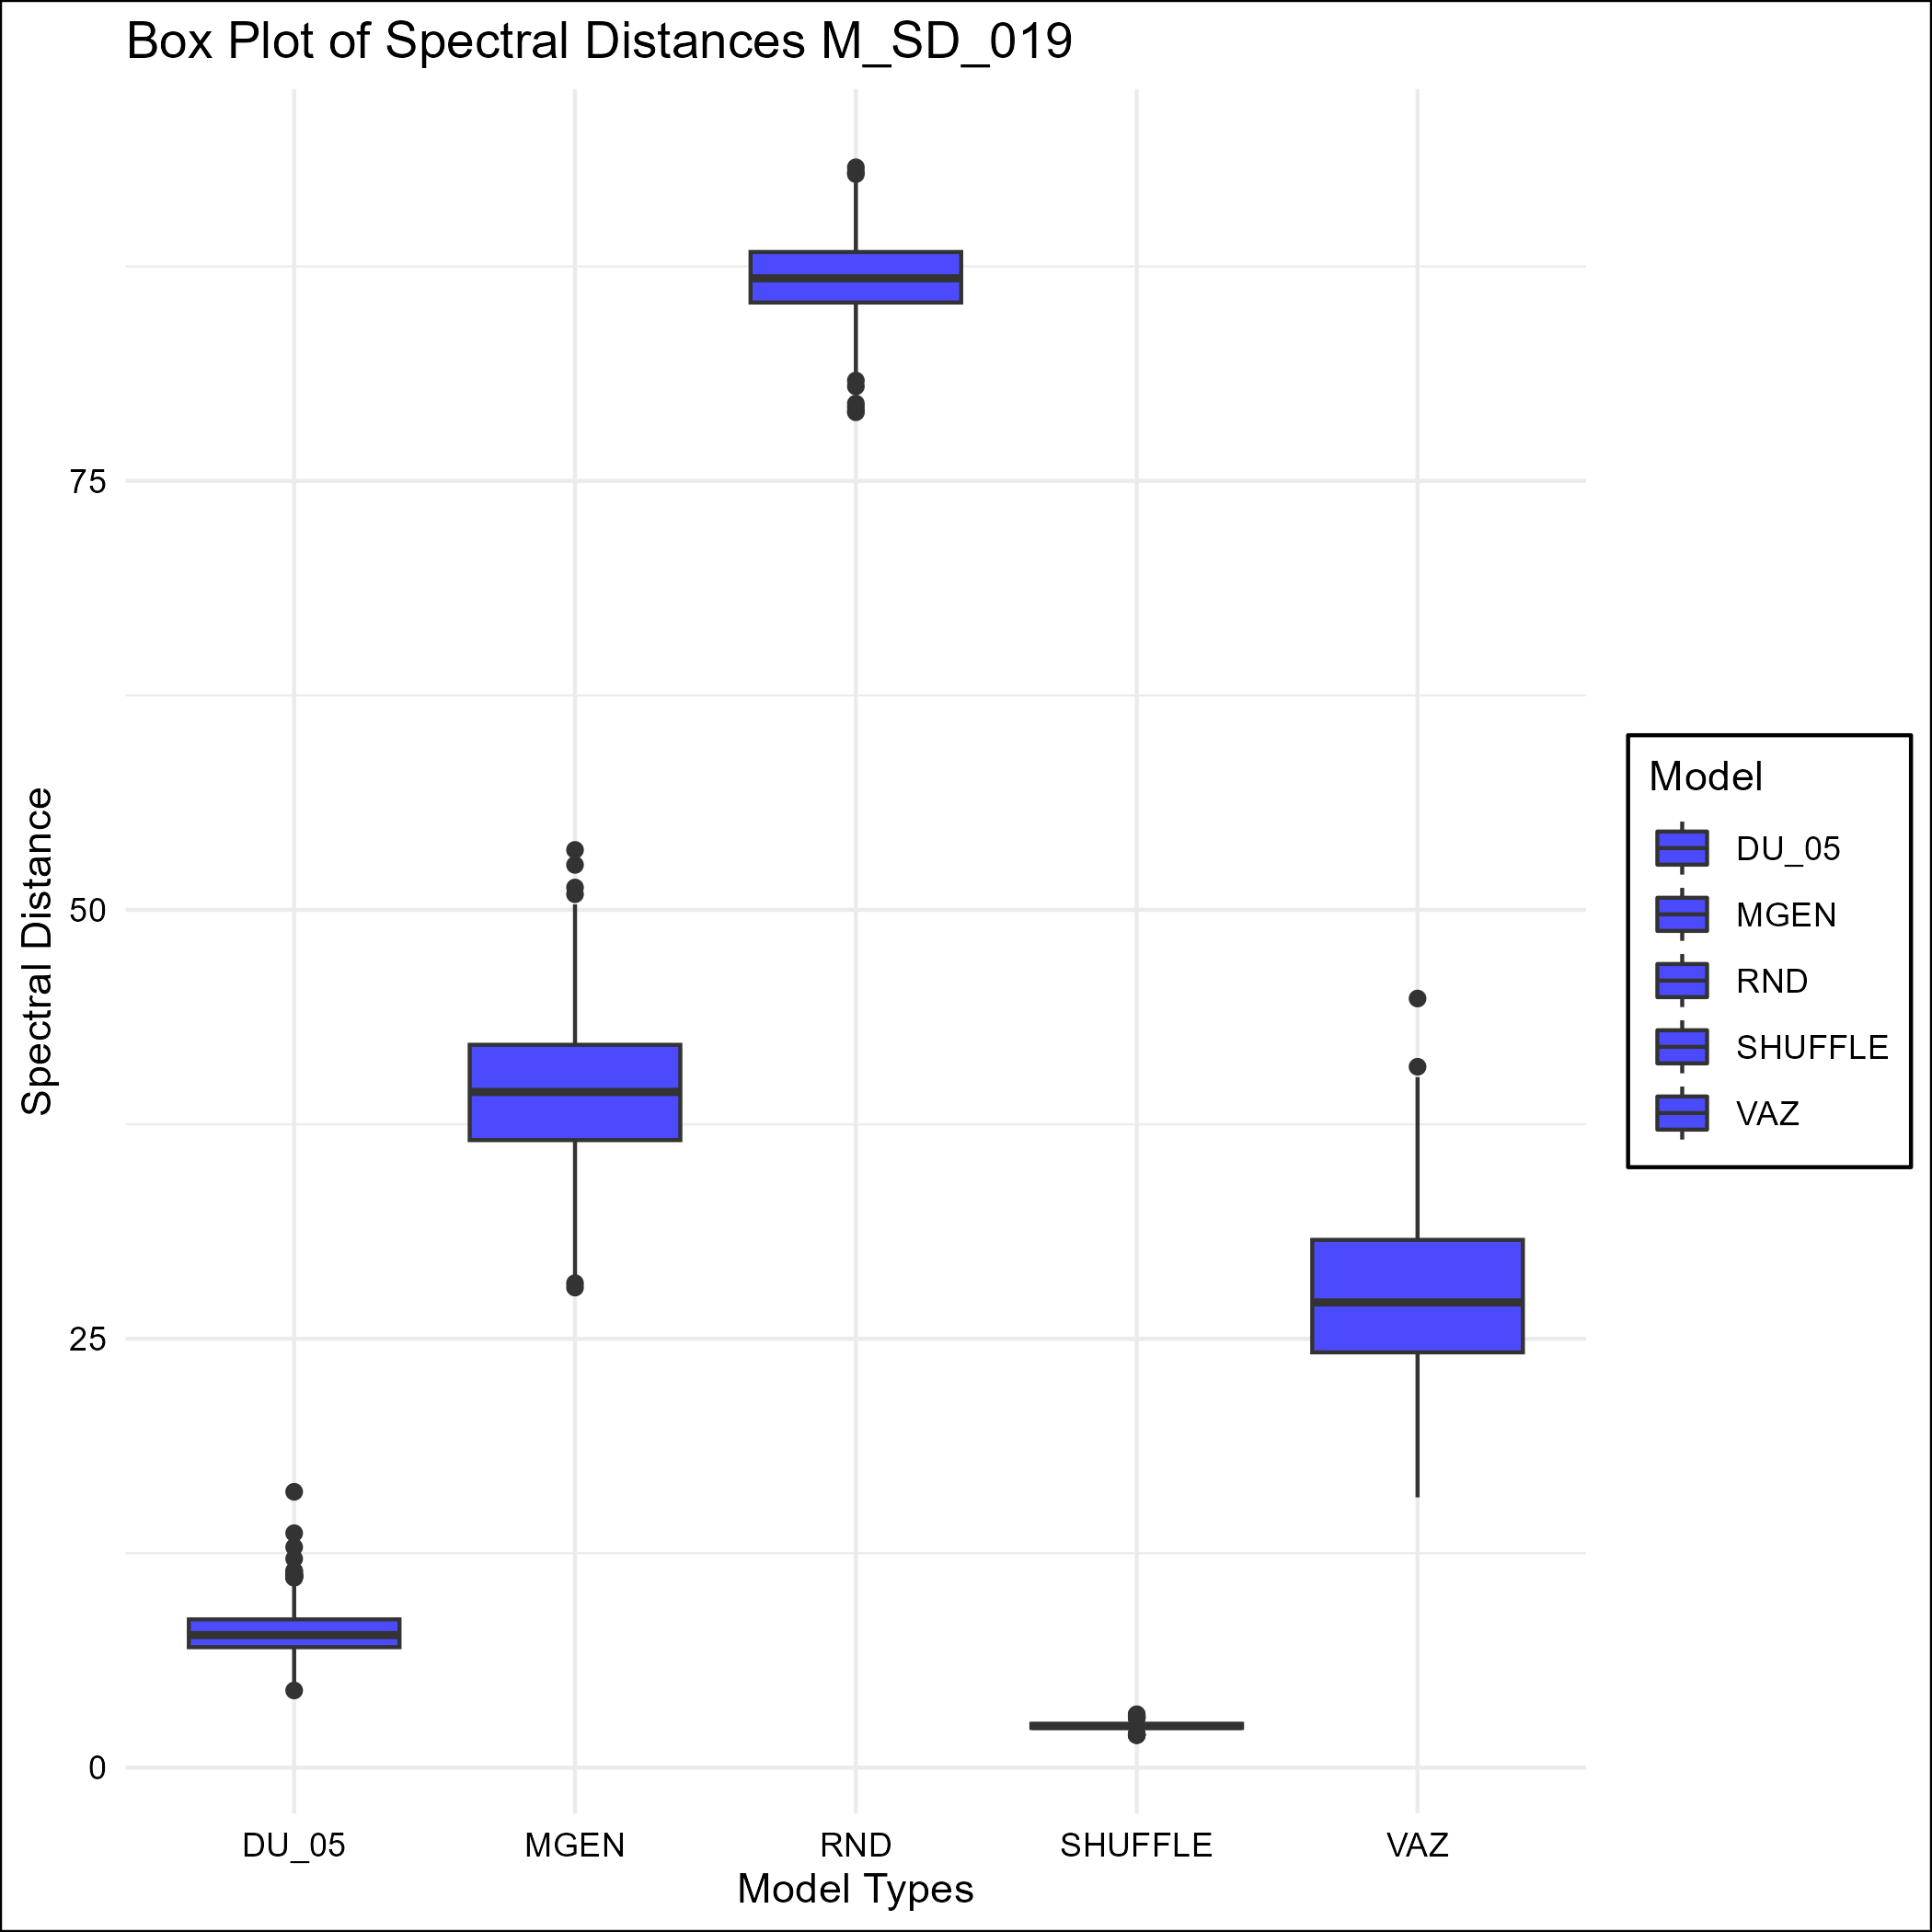 Box Plot of Spectral Distances M_SD_019
Spectral Distance
75
50
25
0
DU_05
MGEN
RND
SHUFFLE
VAZ
Model Types
Model
DU_05
MGEN
RND
SHUFFLE
VAZ